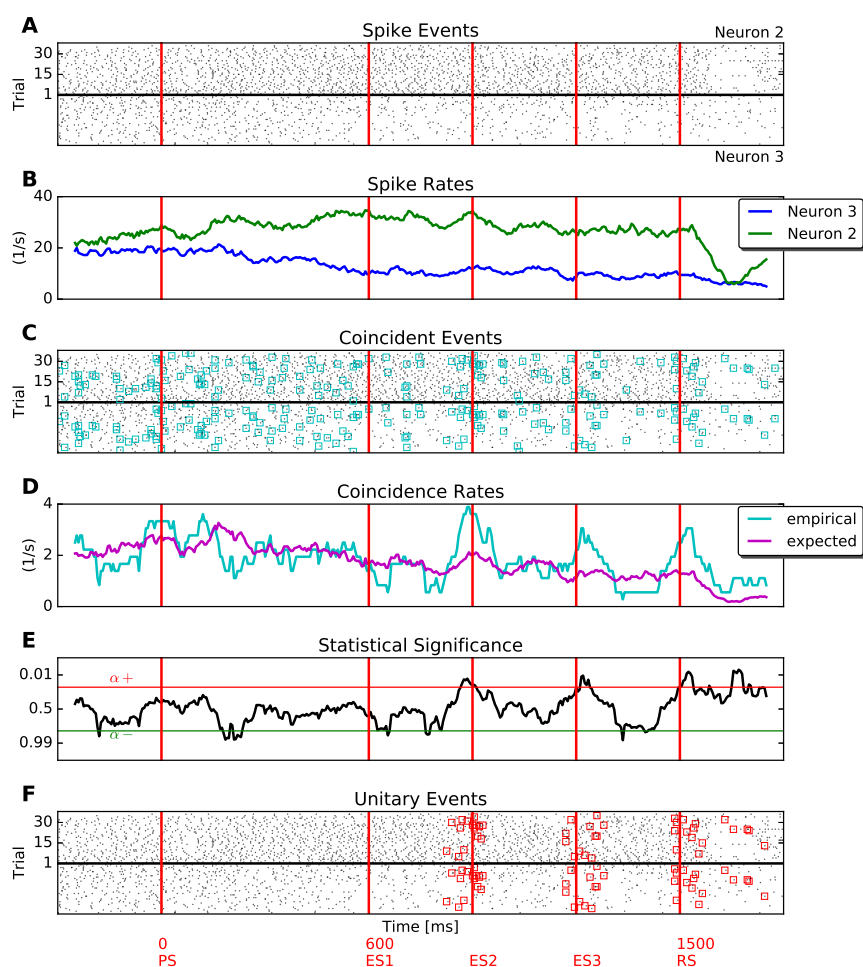 A
Spike Events
Neuron 2
30
15
1
Trial
Neuron 3
B
Spike Rates
40
20
0
(1/s)
Neuron 3
Neuron 2
C
Coincident Events
30
15
1
Trial
D
Coincidence Rates
4
2
0
(1/s)
empirical
expected
E
Statistical Significance
0.01
0.5
0.99
α+
α−
F
Unitary Events
30
15
1
Trial
Time [ms]
0 600 1500
PS ES1 ES2 ES3 RS